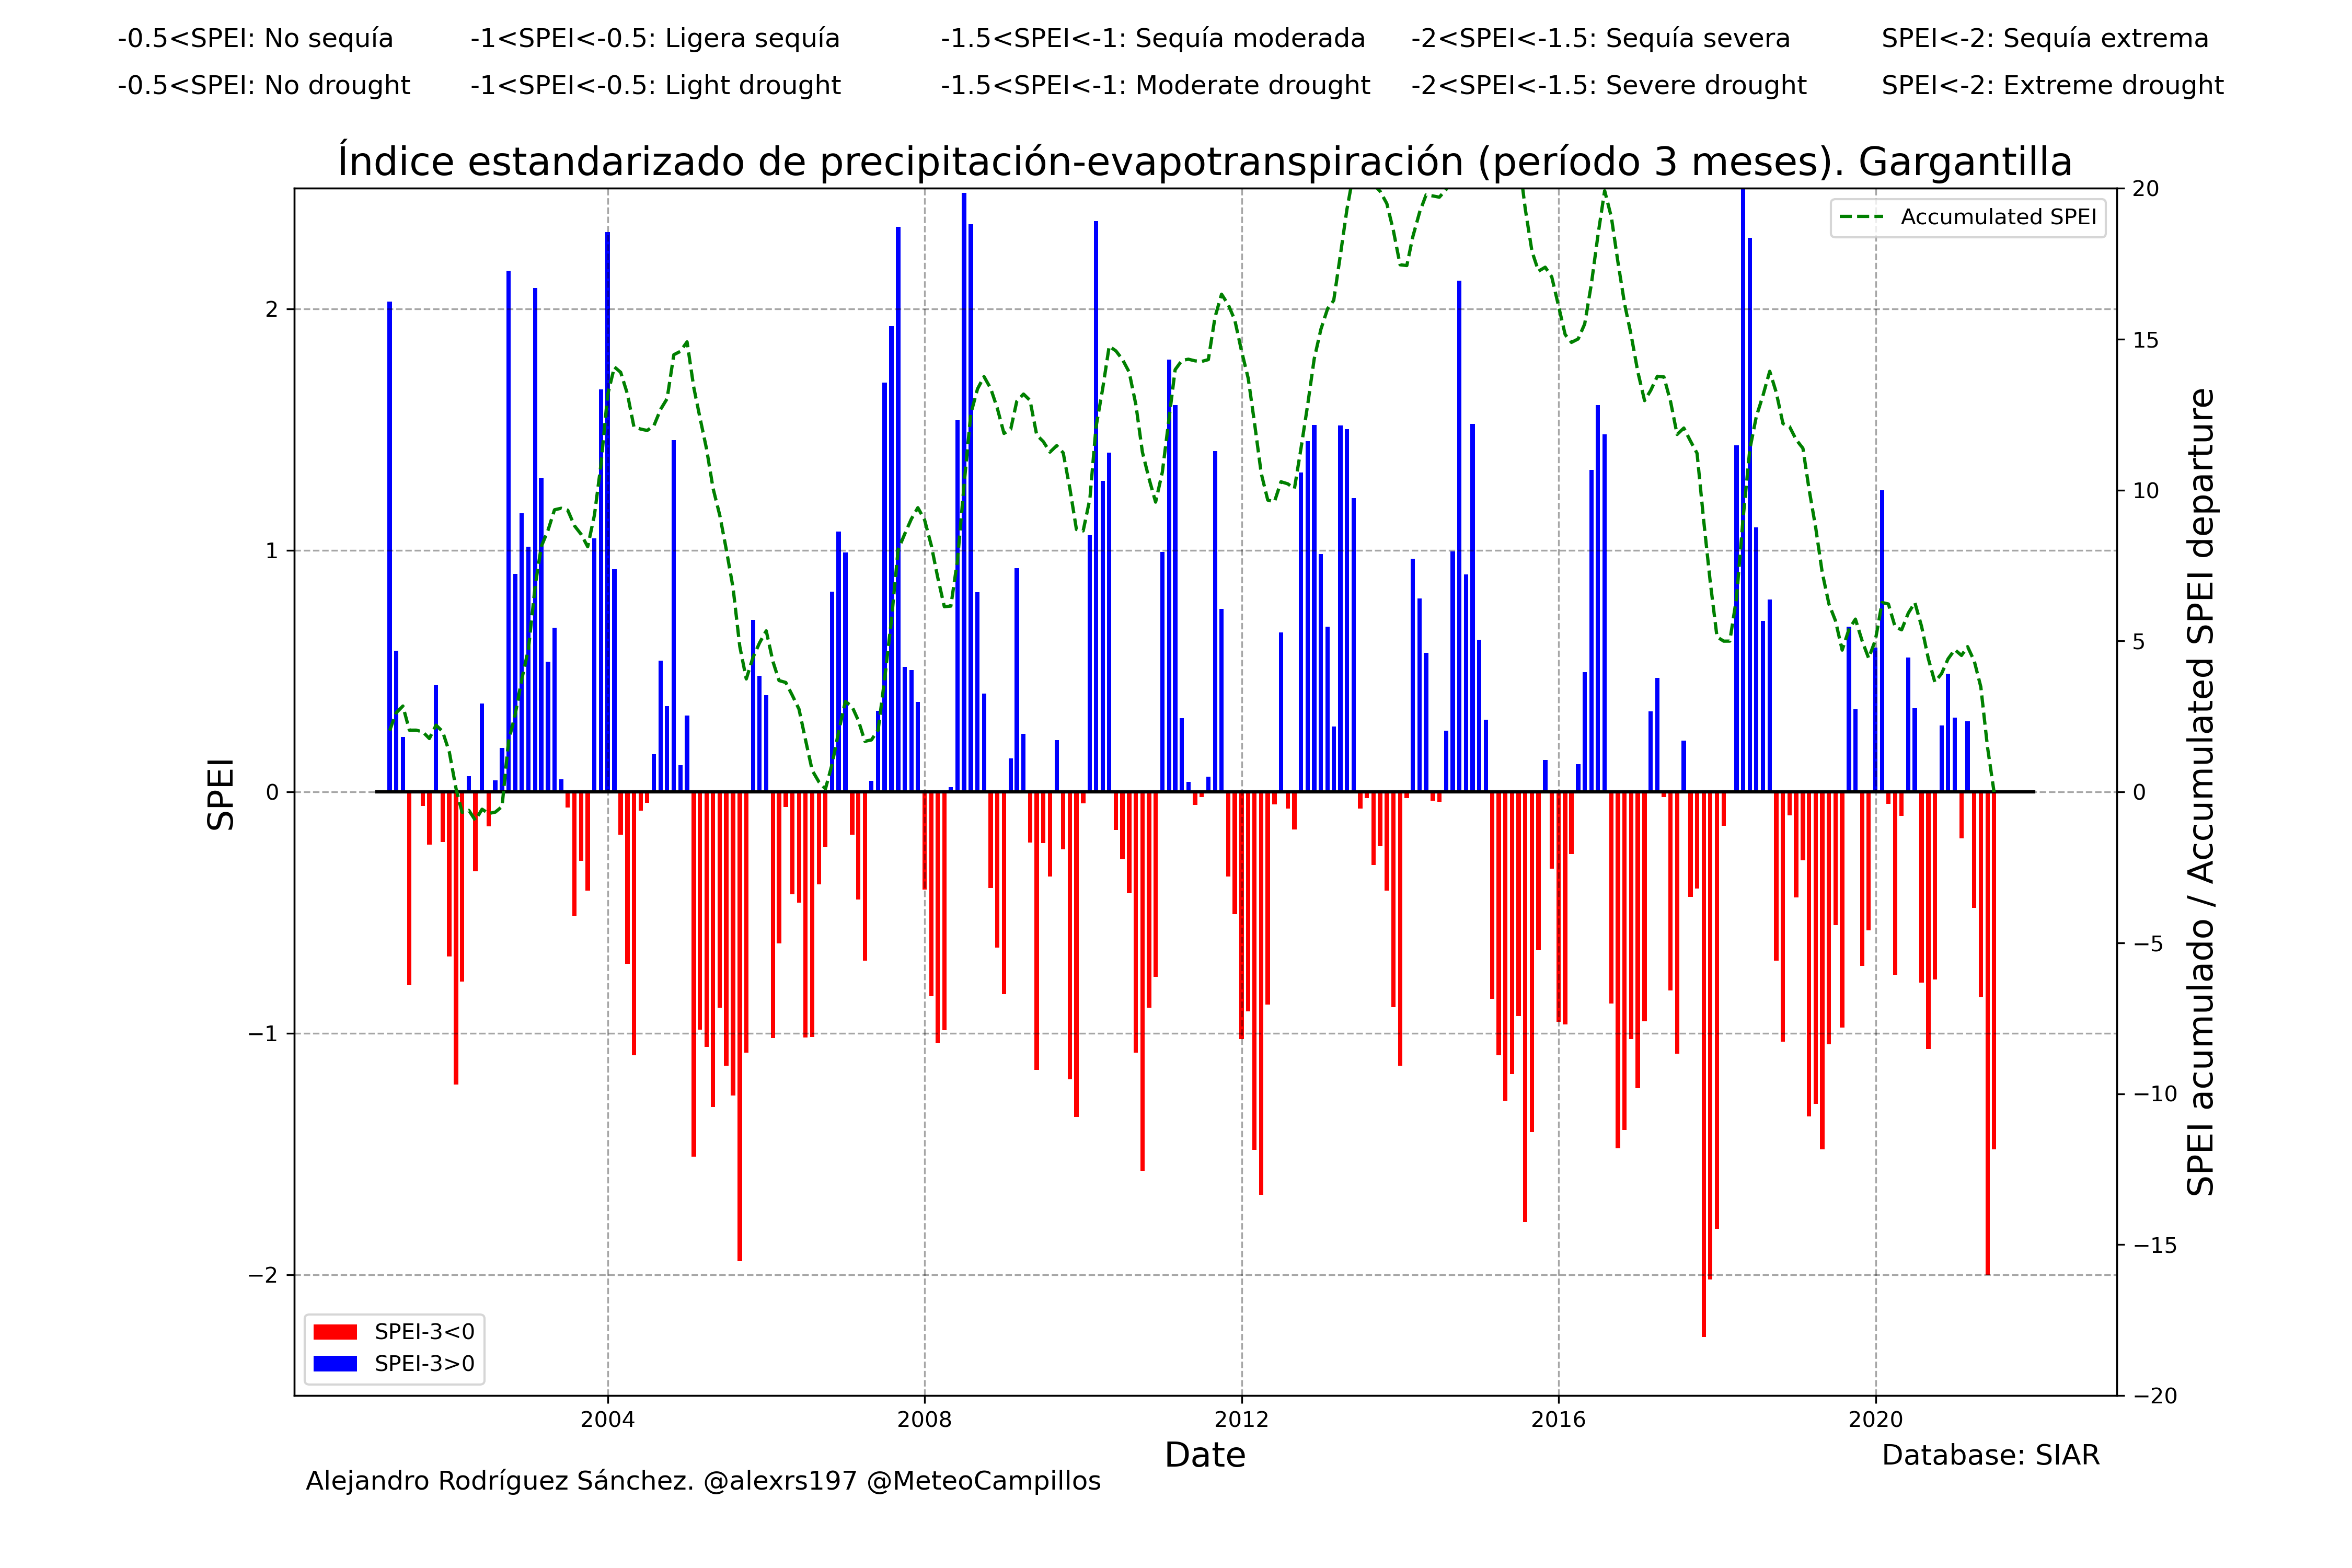 -0.5<SPEI: No sequía
-1<SPEI<-0.5: Ligera sequía
-1.5<SPEI<-1: Sequía moderada
-2<SPEI<-1.5: Sequía severa
SPEI<-2: Sequía extrema
-0.5<SPEI: No drought
-1<SPEI<-0.5: Light drought
-1.5<SPEI<-1: Moderate drought
-2<SPEI<-1.5: Severe drought
SPEI<-2: Extreme drought
Índice estandarizado de precipitación-evapotranspiración (período 3 meses). Gargantilla
Accumulated SPEI
SPEI
2
1
0
−1
−2
20
15
10
5
0
−5
−10
−15
−20
SPEI acumulado / Accumulated SPEI departure
SPEI-3<0
SPEI-3>0
2004
2008
2012
2016
2020
Date
Database: SIAR
Alejandro Rodríguez Sánchez. @alexrs197 @MeteoCampillos